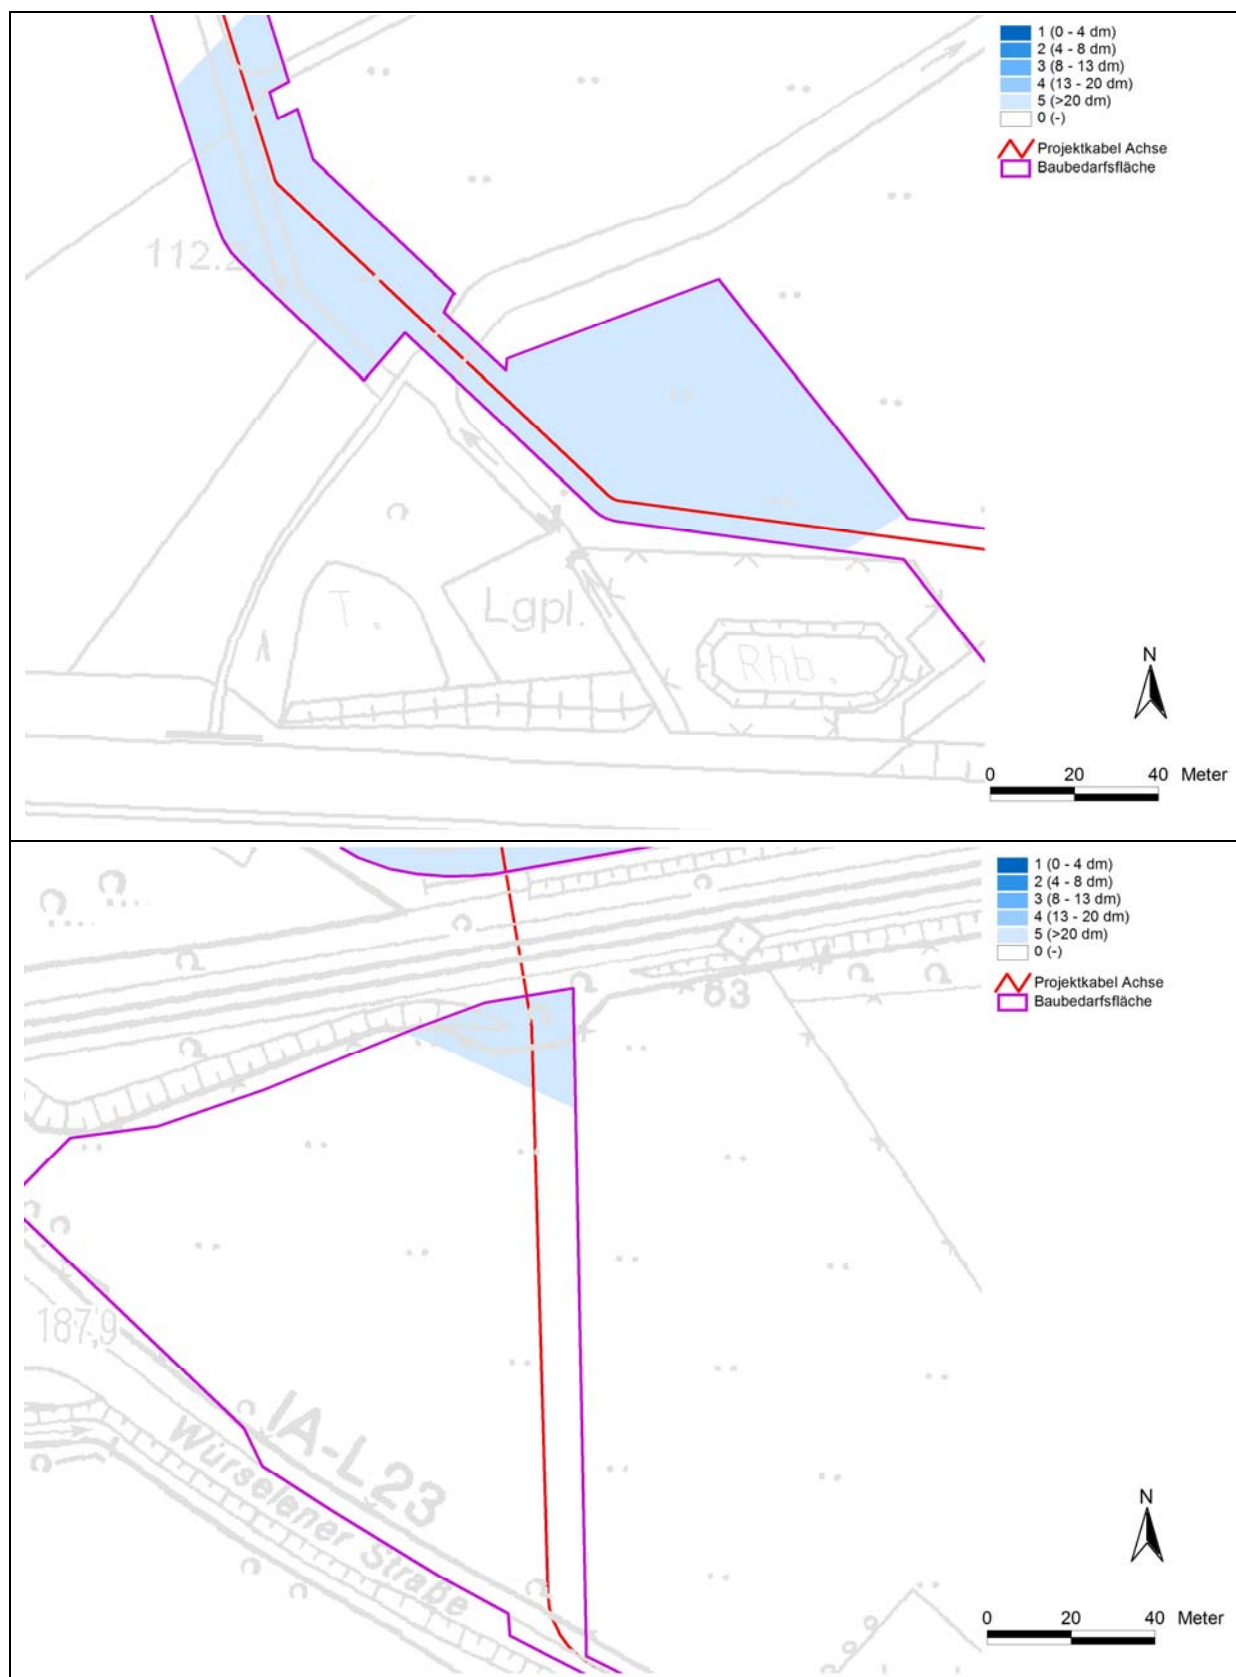 1 (0 - 4 dm)
2 (4 - 8 dm)
3 (8 - 13 dm)
4 (13 - 20 dm)
5 (>20 dm)
0 (-)
Projektkabel Achse
Baubedarfsfläche
112.2
T.
Lgpl.
Rhb.
N
0 20 40 Meter
1 (0 - 4 dm)
2 (4 - 8 dm)
3 (8 - 13 dm)
4 (13 - 20 dm)
5 (>20 dm)
0 (-)
Projektkabel Achse
Baubedarfsfläche
63
187,9
IA-L 23
Würselener Straße
N
0 20 40 Meter